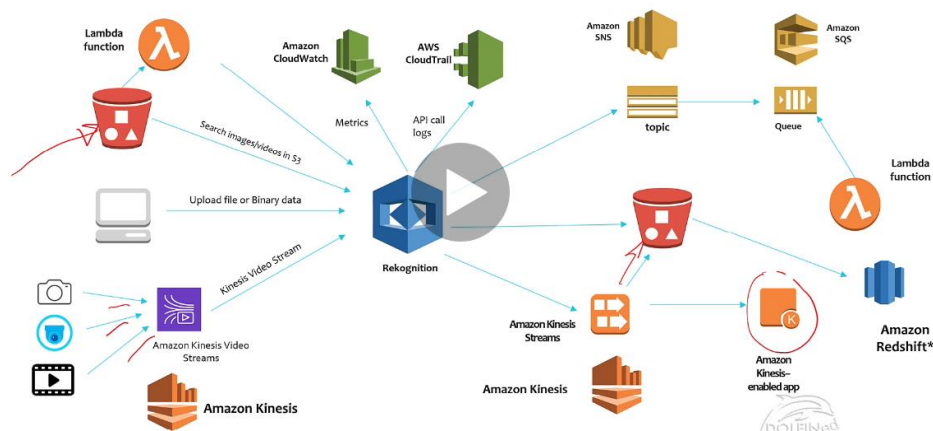 Lambda
function
Amazon
CloudWatch
AWS
CloudTrail
Amazon
SNS
Amazon
SQS
Metrics
API call
logs
topic
Queue
Search images/videos in S3
Lambda
function
Upload file or Binary data
Rekognition
Kinesis Video Stream
Amazon Kinesis Video
Streams
Amazon Kinesis
Streams
K
Amazon
Redshift*
Amazon
Kinesis-
enabled app
Amazon Kinesis
Amazon Kinesis
DOLFINed